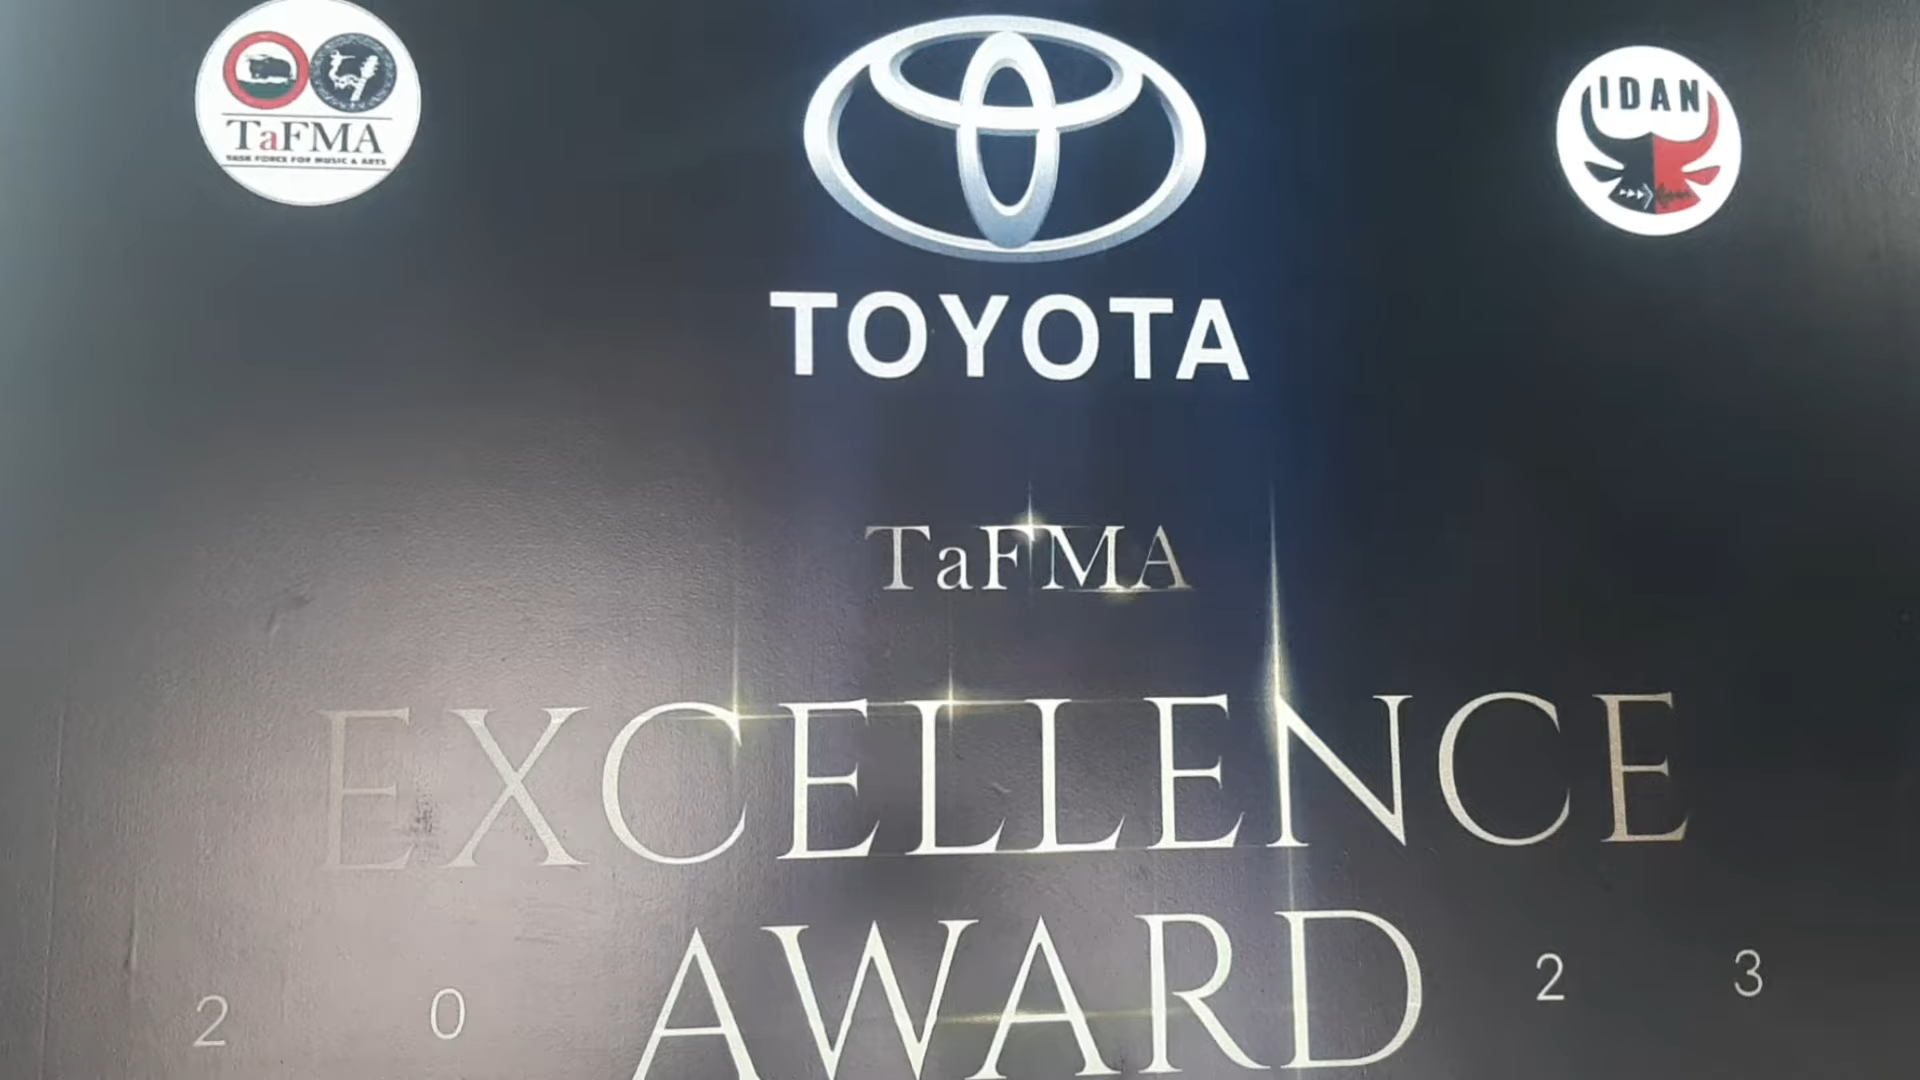 TaFMA
TASK FORCE FOR MUSIC & ARTS
IDAN
TOYOTA
TaFMA
EXCELLENCE
AWARD
2 0 2 3